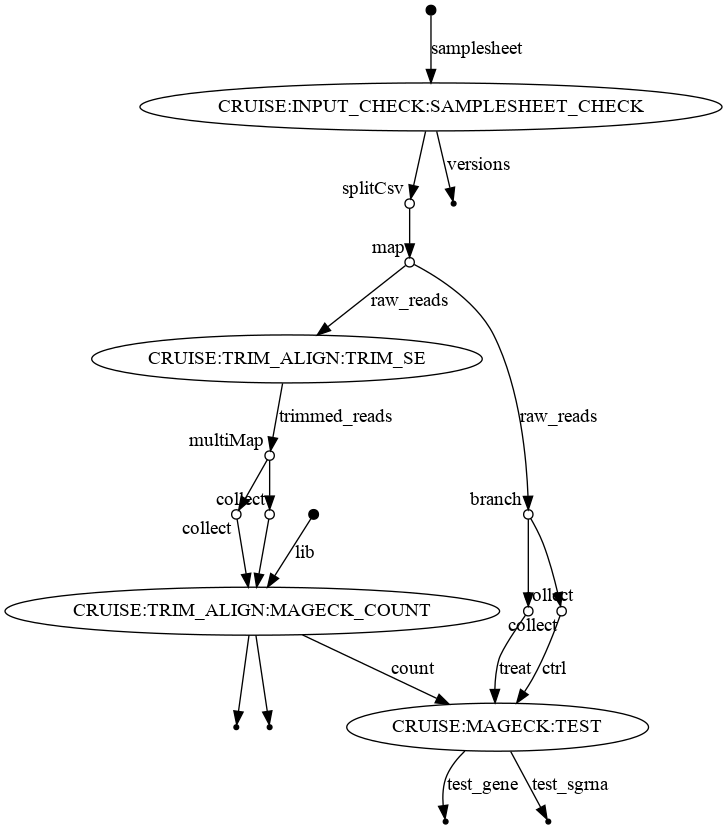 samplesheet
CRUISE:INPUT_CHECK:SAMPLESHEET_CHECK
versions
splitCsv
map
raw_reads
CRUISE:TRIM_ALIGN:TRIM_SE
trimmed_reads
raw_reads
multiMap
collect
branch
collect
lib
collect
CRUISE:TRIM_ALIGN:MAGECK_COUNT
collect
count
treat
ctrl
CRUISE:MAGECK:TEST
test_gene
test_sgrna